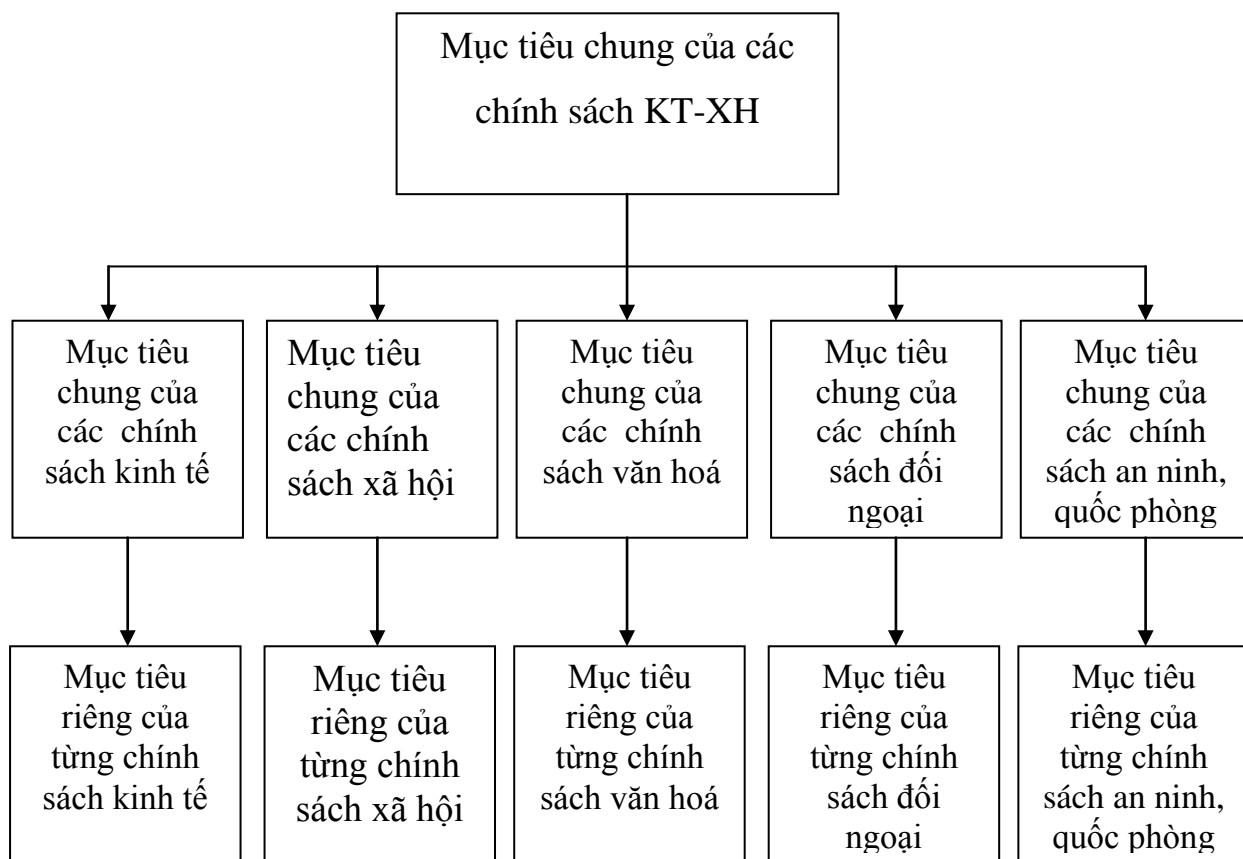 Mục tiêu chung của các
chính sách KT-XH
Mục tiêu
chung của
các chính
sách kinh tế
Mục tiêu
chung của
các chính
sách xã hội
Mục tiêu
chung của
các chính
sách văn hoá
Mục tiêu
chung của
các chính
sách đối
ngoại
Mục tiêu
chung của
các chính
sách an ninh,
quốc phòng
Mục tiêu
riêng của
từng chính
sách kinh tế
Mục tiêu
riêng của
từng chính
sách xã hội
Mục tiêu
riêng của
từng chính
sách văn hoá
Mục tiêu
riêng của
từng chính
sách đối
ngoại
Mục tiêu
riêng của
từng chính
sách an ninh,
quốc phòng